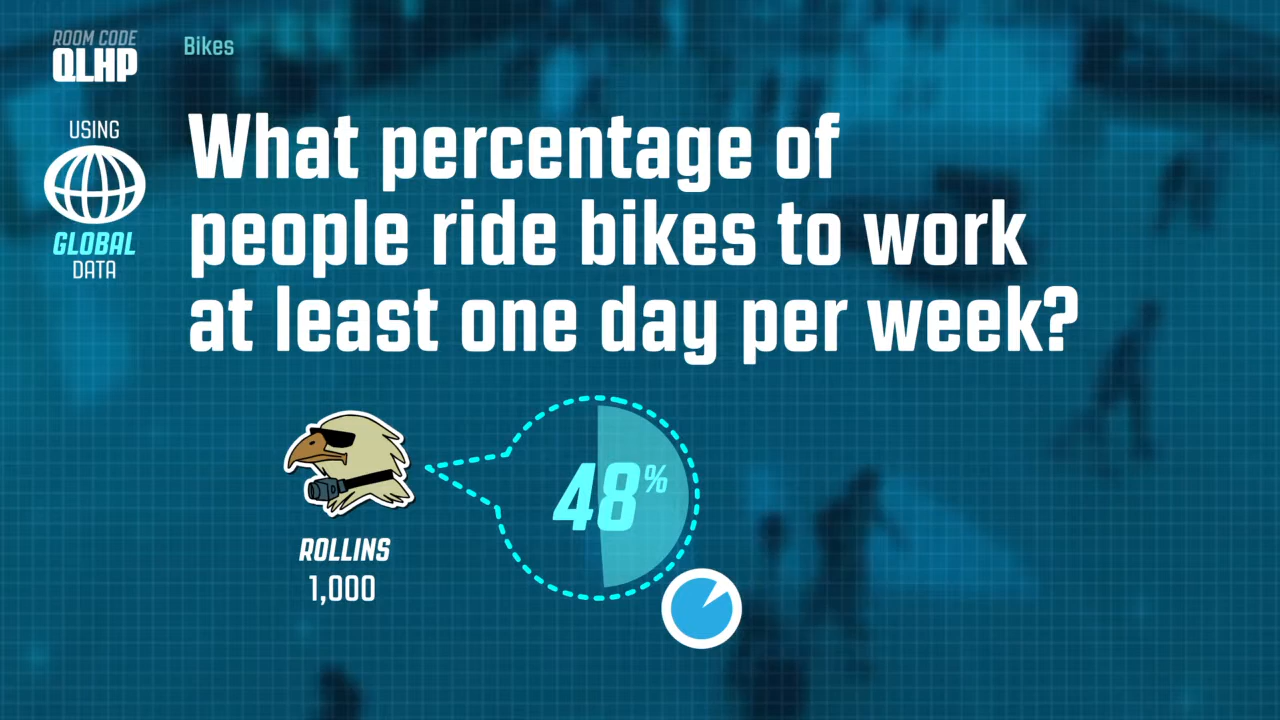 ROOM CODE
QLHP
Bikes
USING
GLOBAL
DATA
What percentage of
people ride bikes to work
at least one day per week?
48%
ROLLINS
1,000